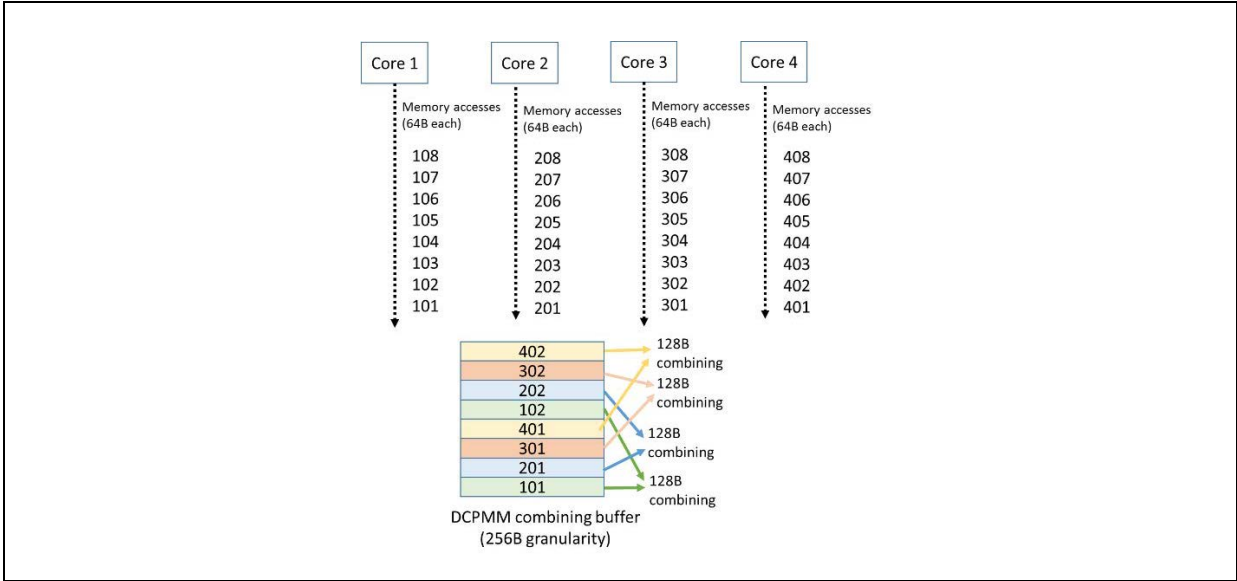 Core 1
Core 2
Core 3
Core 4
Memory accesses
(64B each)
Memory accesses
(64B each)
Memory accesses
(64B each)
Memory accesses
(64B each)
108
107
106
105
104
103
102
101
208
207
206
205
204
203
202
201
308
307
306
305
304
303
302
301
408
407
406
405
404
403
402
401
402
302
202
102
401
301
201
101
128B
combining
128B
combining
128B
combining
128B
combining
DCPMM combining buffer
(256B granularity)